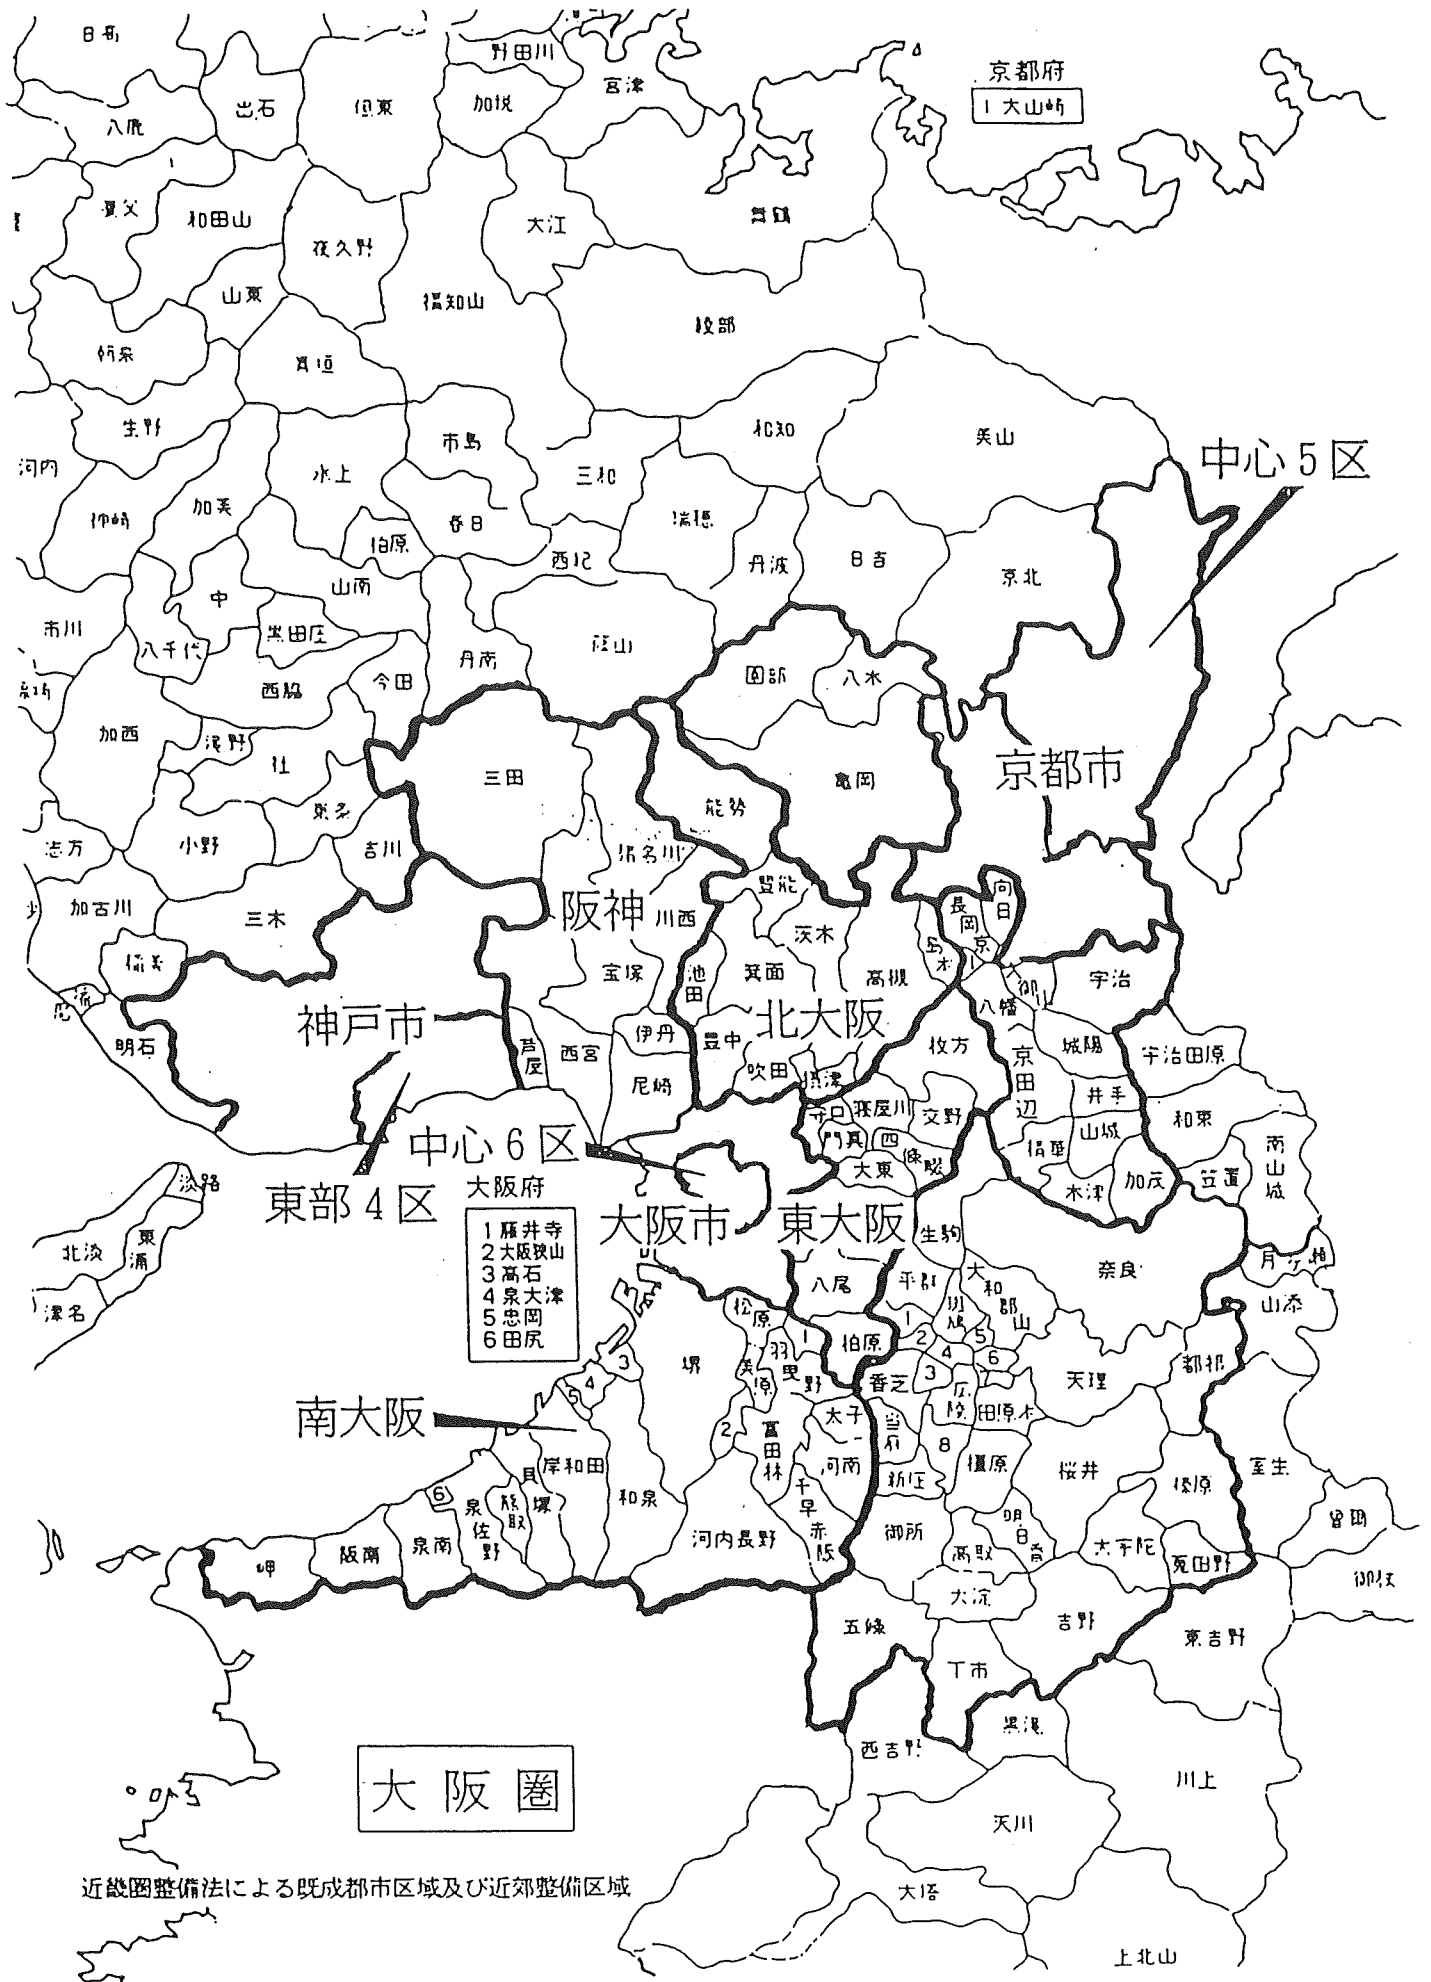 日高
野田川
宮津
京都府
1 大山崎
八鹿
出石
但東
加悦
養父
和田山
夜久野
大江
舞鶴
山東
福知山
綾部
朝来
青垣
生野
市島
和知
美山
中心5区
河内
神崎
加美
氷上
三和
春日
瑞穂
柏原
西紀
丹波
日吉
京北
山南
中
市川
黒田庄
八千代
丹南
篠山
園部
八木
西脇
今田
加西
滝野
社
三田
亀岡
京都市
能勢
東条
志方
小野
吉川
猪名川
豊能
向日
加古川
三木
阪神
川西
茨木
長岡京
島本
1
稲美
宝塚
池田
箕面
高槻
宇治
八幡
神戸市
北大阪
明石
芦屋
西宮
伊丹
豊中
枚方
城陽
宇治田原
京田辺
尼崎
吹田
摂津
井手
守口
寝屋川
交野
和東
中心6区
門真
四條畷
山城
南山城
大東
木津
加茂
笠置
淡路
東部4区
大阪府
大阪市
東大阪
生駒
1 藤井寺
2 大阪狭山
3 高石
4 泉大津
5 忠岡
6 田尻
北淡
東浦
津名
八尾
平群
大和郡山
奈良
月ヶ瀬
山添
松原
1
柏原
1
2
5
4
6
3
3
4
5
堺
美原
羽曳野
香芝
広陵
田原本
天理
都祁
南大阪
2
富田林
太子
8
橿原
桜井
室生
岸和田
河南
新庄
榛原
貝塚
和泉
曽爾
6
泉佐野
熊取
河内長野
千早赤阪
御所
高取
明日香
大宇陀
菟田野
岬
阪南
泉南
御杖
大淀
五條
吉野
東吉野
下市
黒滝
西吉野
大阪圏
川上
天川
近畿圏整備法による既成都市区域及び近郊整備区域
大塔
上北山